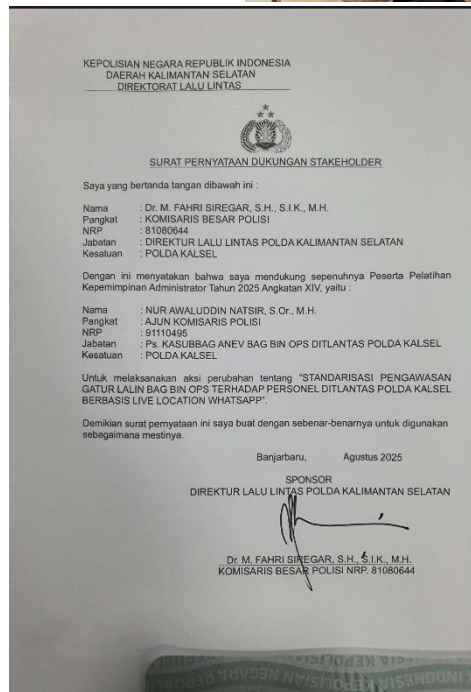 KEPOLISIAN NEGARA REPUBLIK INDONESIA
DAERAH KALIMANTAN SELATAN
DIREKTORAT LALU LINTAS
SURAT PERNYATAAN DUKUNGAN STAKEHOLDER
Saya yang bertanda tangan dibawah ini :
Nama : Dr. M. FAHRI SIREGAR, S.H., S.I.K., M.H.
Pangkat : KOMISARIS BESAR POLISI
NRP : 81080644
Jabatan : DIREKTUR LALU LINTAS POLDA KALIMANTAN SELATAN
Kesatuan : POLDA KALSEL
Dengan ini menyatakan bahwa saya mendukung sepenuhnya Peserta Pelatihan
Kepemimpinan Administrator Tahun 2025 Angkatan XIV, yaitu :
Nama : NUR AWALUDDIN NATSIR, S.Or., M.H.
Pangkat : AJUN KOMISARIS POLISI
NRP : 91110495
Jabatan : Ps. KASUBBAG ANEV BAG BIN OPS DITLANTAS POLDA KALSEL
Kesatuan : POLDA KALSEL
Untuk melaksanakan aksi perubahan tentang "STANDARISASI PENGAWASAN
GATUR LALIN BAG BIN OPS TERHADAP PERSONEL DITLANTAS POLDA KALSEL
BERBASIS LIVE LOCATION WHATSAPP".
Demikian surat pernyataan ini saya buat dengan sebenar-benarnya untuk digunakan
sebagaimana mestinya.
Banjarbaru, Agustus 2025
SPONSOR
DIREKTUR LALU LINTAS POLDA KALIMANTAN SELATAN
Dr. M. FAHRI SIREGAR, S.H., S.I.K., M.H.
KOMISARIS BESAR POLISI NRP. 81080644